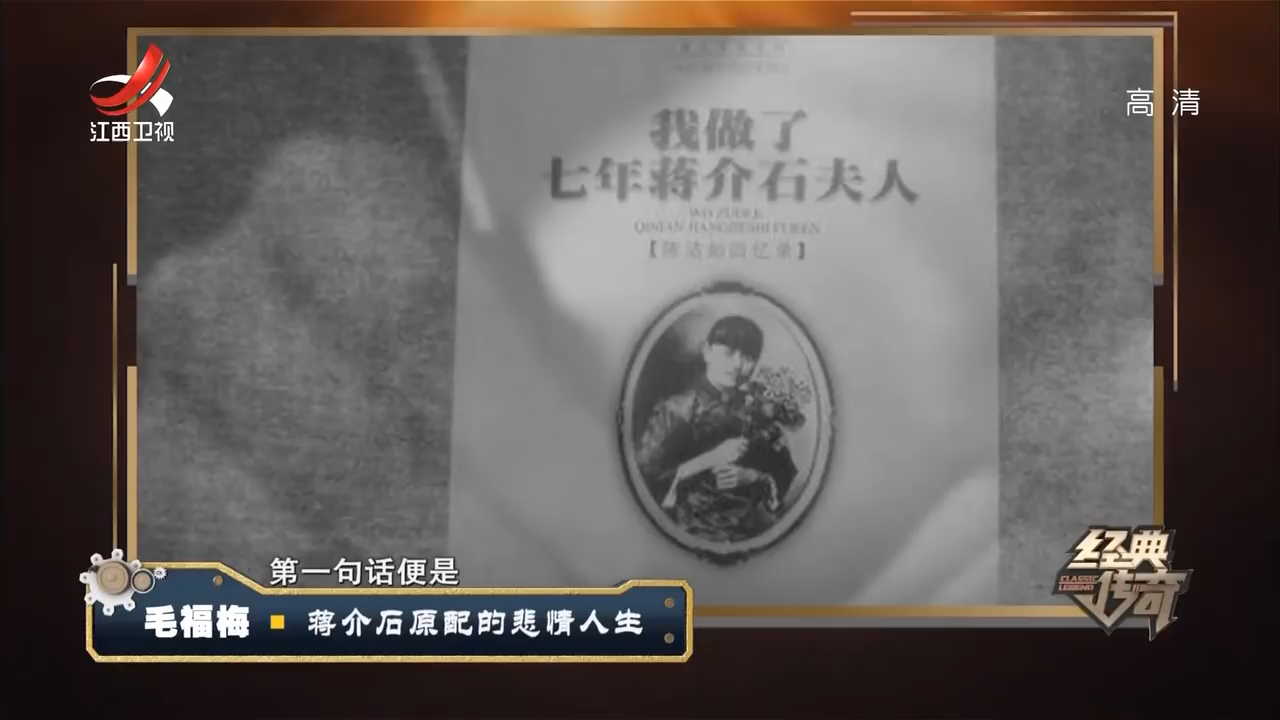 江西卫视
高清
我做了
七年蒋介石夫人
WO ZUO LE
QINIAN JIANGJIESHI FUREN
【陈洁如回忆录】
第一句话便是
毛福梅
蒋介石原配的悲情人生
经典
CLASSIC
LEGEND
传奇